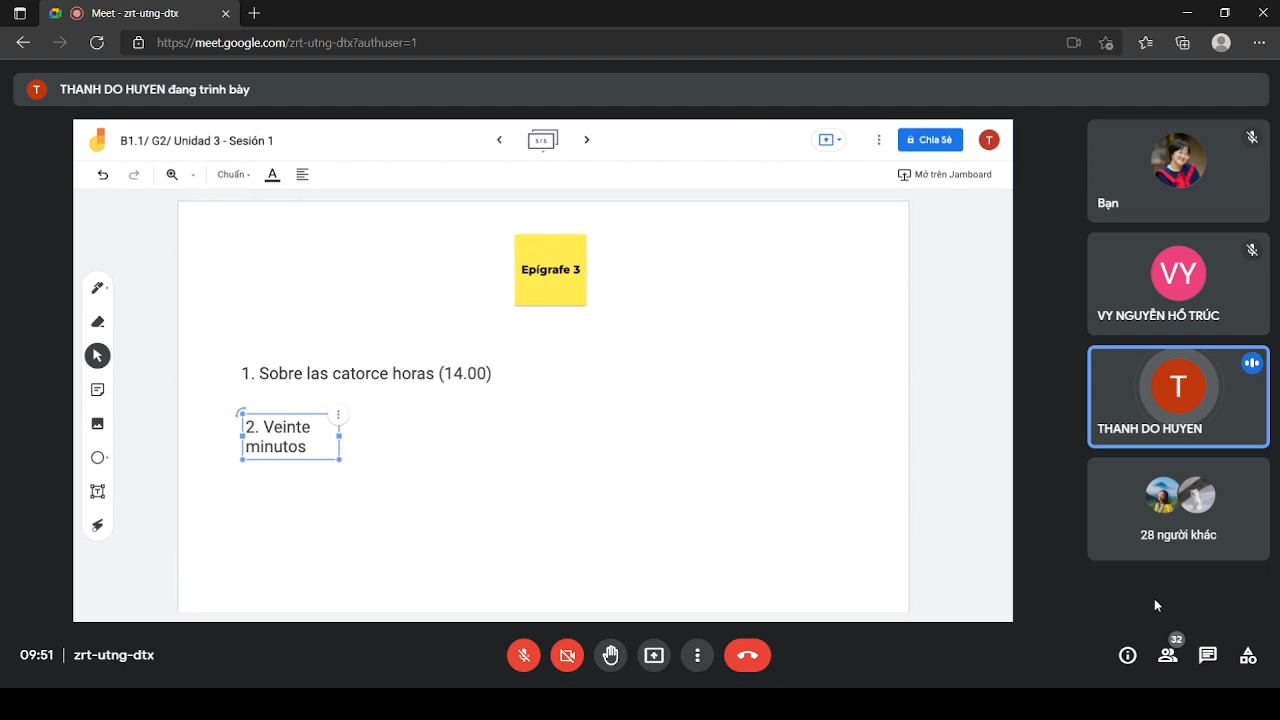 Meet - zrt-utng-dtx
https://meet.google.com/zrt-utng-dtx?authuser=1
T THANH DO HUYEN đang trình bày
B1.1/ G2/ Unidad 3 - Sesión 1
5 / 5
Chia Sẻ
T
Chuẩn
A
Mở trên Jamboard
Epígrafe 3
1. Sobre las catorce horas (14.00)
2. Veinte
minutos
Bạn
VY
VY NGUYỄN HỒ TRÚC
T
THANH DO HUYEN
28 người khác
09:51 | zrt-utng-dtx
32